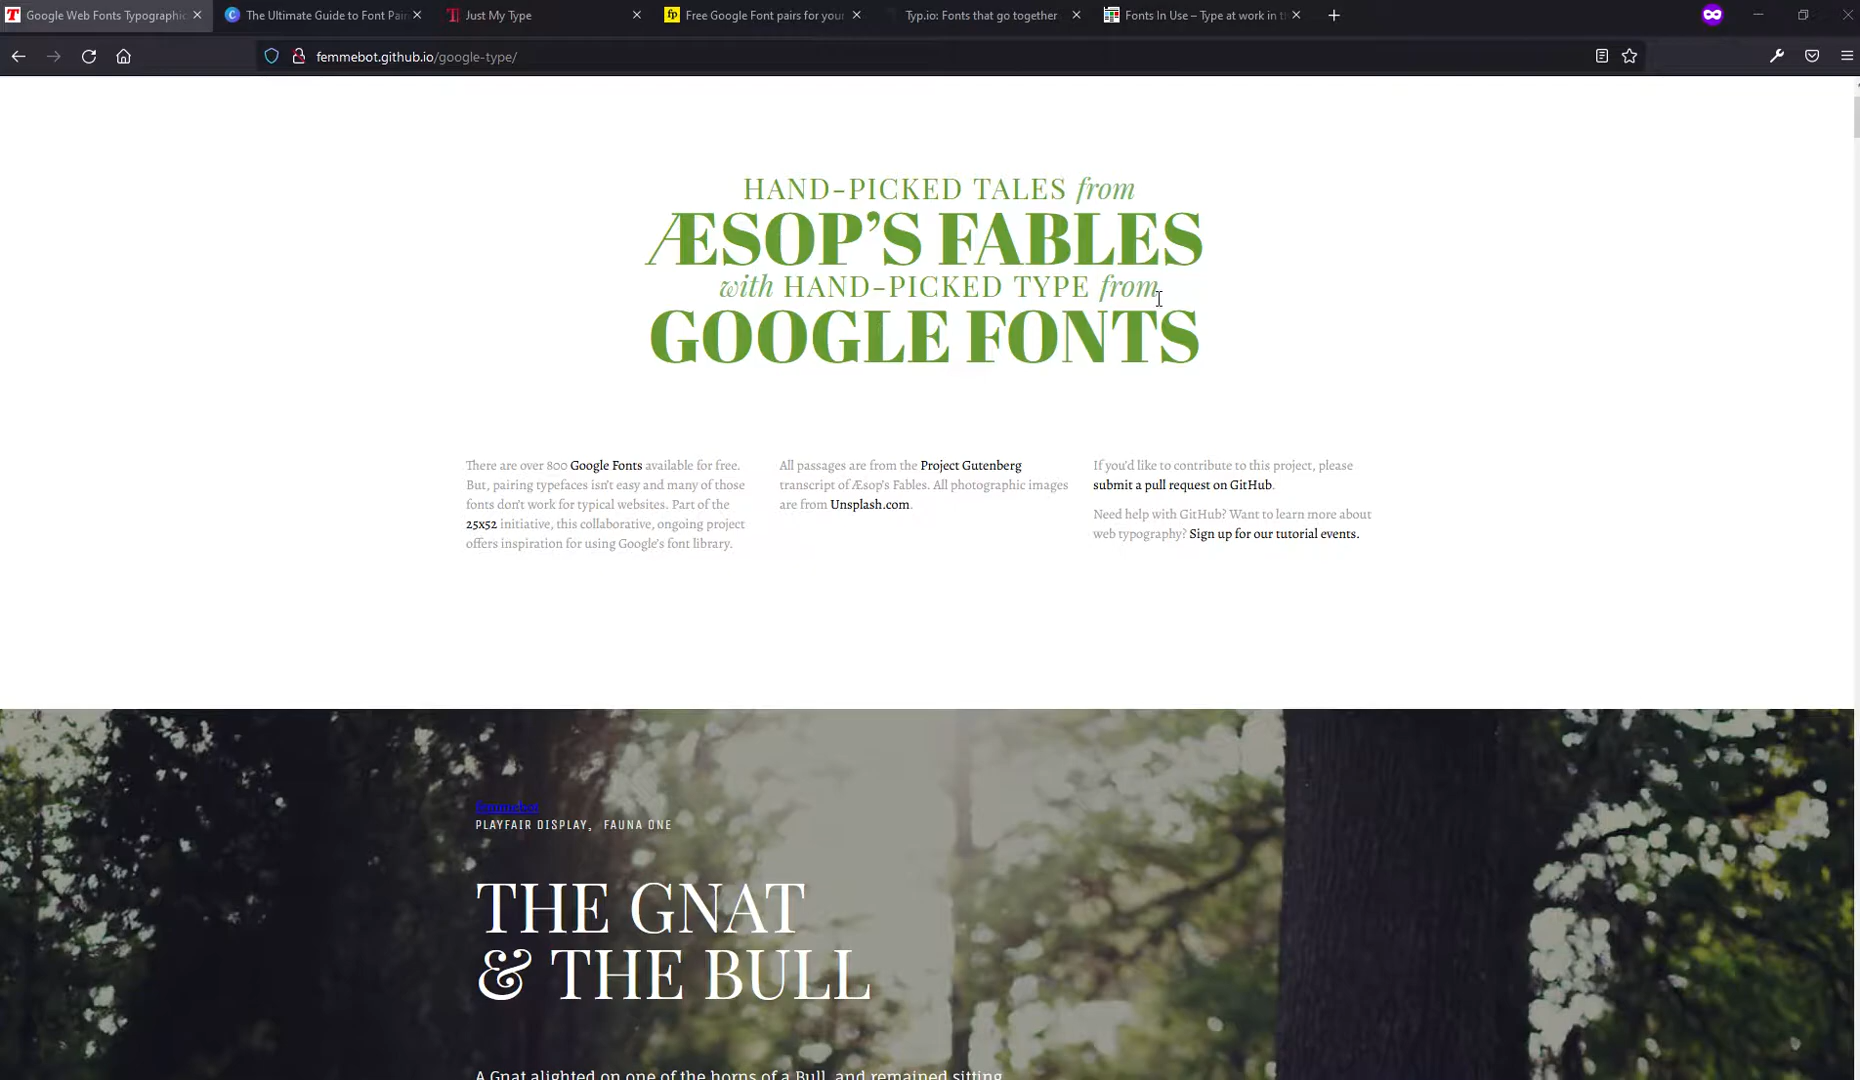 Google Web Fonts Typographic
The Ultimate Guide to Font Pai
Just My Type
fp Free Google Font pairs for your
Typ.io: Fonts that go together
Fonts In Use – Type at work in t
femmebot.github.io/google-type/
HAND-PICKED TALES from
ÆSOP’S FABLES
with HAND-PICKED TYPE from
GOOGLE FONTS
There are over 800 Google Fonts available for free.
But, pairing typefaces isn’t easy and many of those
fonts don’t work for typical websites. Part of the
25x52 initiative, this collaborative, ongoing project
offers inspiration for using Google’s font library.
All passages are from the Project Gutenberg
transcript of Æsop’s Fables. All photographic images
are from Unsplash.com.
If you’d like to contribute to this project, please
submit a pull request on GitHub.
Need help with GitHub? Want to learn more about
web typography? Sign up for our tutorial events.
Femmebot
PLAYFAIR DISPLAY, FAUNA ONE
THE GNAT
& THE BULL
A Gnat alighted on one of the horns of a Bull, and remained sitting